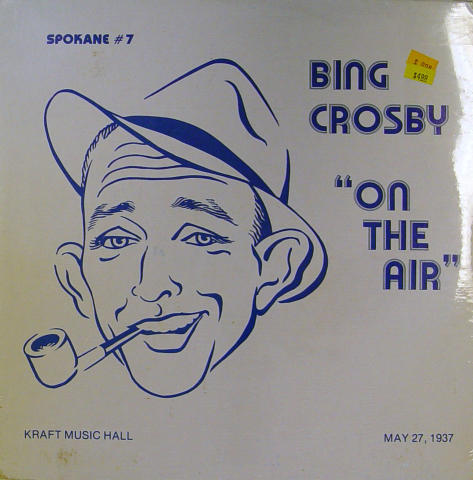 SPOKANE #7
BING
CROSBY
"ON
THE
AIR"
$4.99
KRAFT MUSIC HALL
MAY 27, 1937